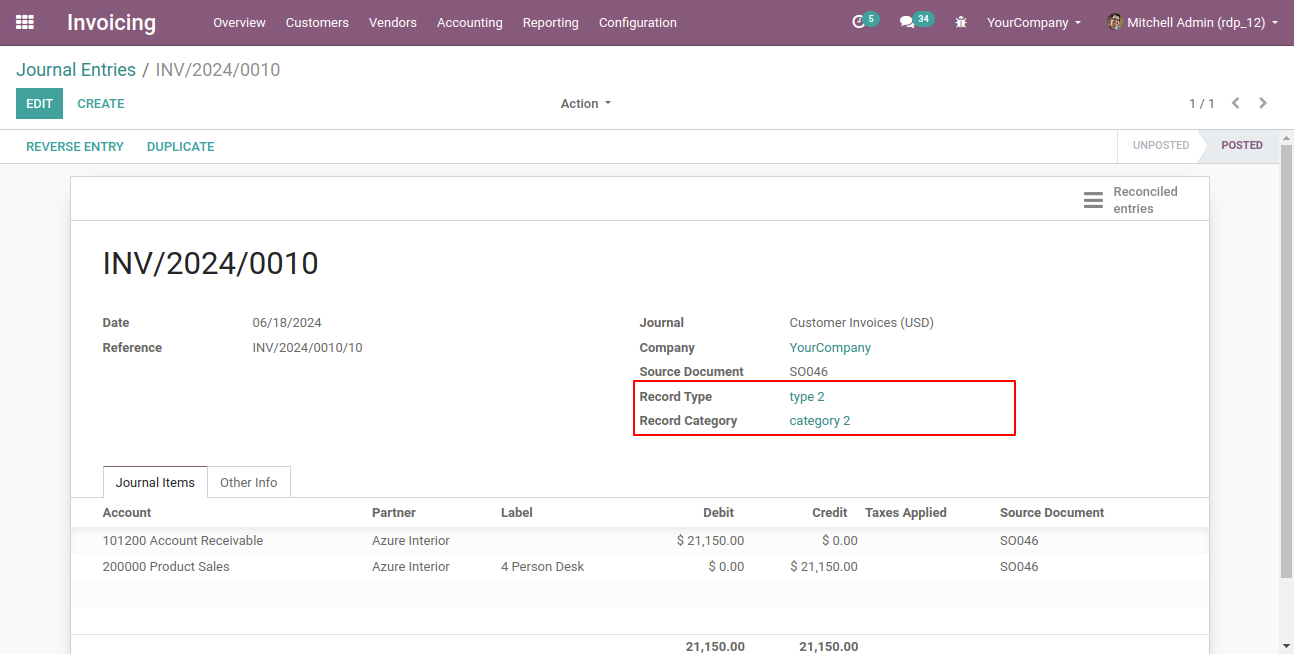 Invoicing Overview Customers Vendors Accounting Reporting Configuration 5 34 YourCompany Mitchell Admin (rdp_12)
Journal Entries / INV/2024/0010
EDIT CREATE Action 1 / 1
REVERSE ENTRY DUPLICATE UNPOSTED POSTED
Reconciled
entries
INV/2024/0010
Date 06/18/2024 Journal Customer Invoices (USD)
Reference INV/2024/0010/10 Company YourCompany
Source Document SO046
Record Type type 2
Record Category category 2
Journal Items Other Info
Account Partner Label Debit Credit Taxes Applied Source Document
101200 Account Receivable Azure Interior $ 21,150.00 $ 0.00 SO046
200000 Product Sales Azure Interior 4 Person Desk $ 0.00 $ 21,150.00 SO046
21,150.00 21,150.00